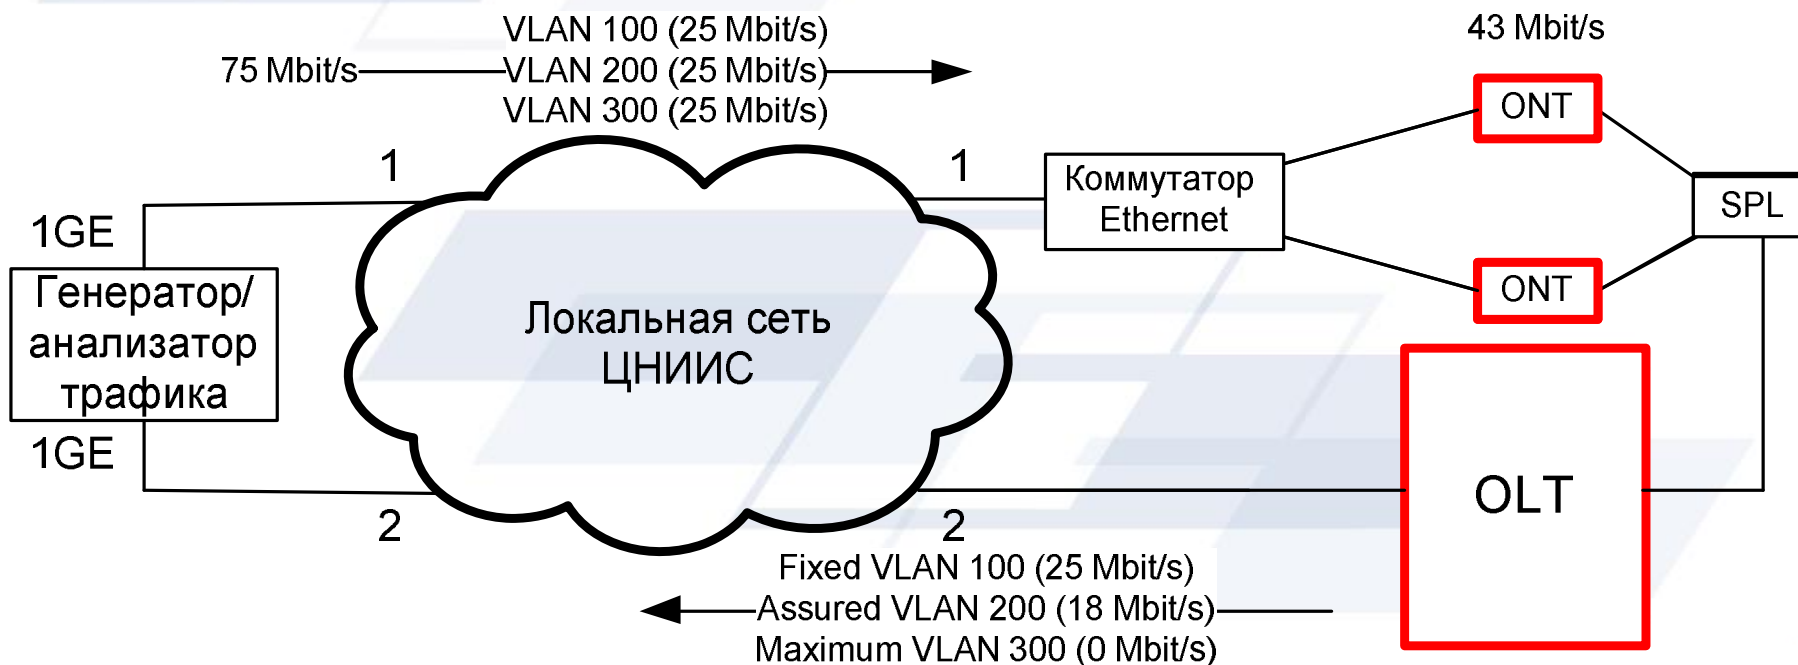 VLAN 100 (25 Mbit/s)
43 Mbit/s
75 Mbit/s
VLAN 200 (25 Mbit/s)
VLAN 300 (25 Mbit/s)
ONT
1
1
Коммутатор
Ethernet
SPL
1GE
Генератор/
анализатор
трафика
ONT
Локальная сеть
ЦНИИС
1GE
OLT
2
2
Fixed VLAN 100 (25 Mbit/s)
Assured VLAN 200 (18 Mbit/s)
Maximum VLAN 300 (0 Mbit/s)